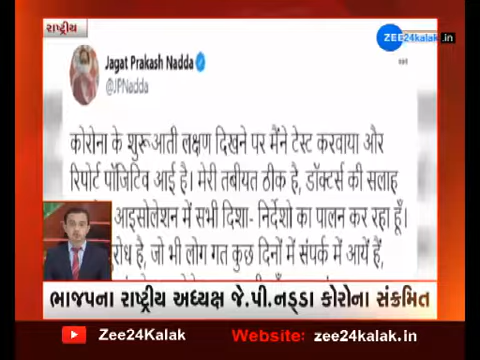 રાષ્ટ્રીય
ZEE24kalak.in
Jagat Prakash Nadda
@JPNadda
कोरोना के शुरूआती लक्षण दिखने पर मैंने टेस्ट करवाया और
रिपोर्ट पॉजिटिव आई है। मेरी तबीयत ठीक है, डॉक्टर्स की सलाह
आइसोलेशन में सभी दिशा- निर्देशो का पालन कर रहा हूँ।
रोध है, जो भी लोग गत कुछ दिनों में संपर्क में आयें हैं,
ભાજપના રાષ્ટ્રીય અધ્યક્ષ જે.પી.નડ્ડા કોરોના સંક્રમિત
Zee24Kalak Website: zee24kalak.in